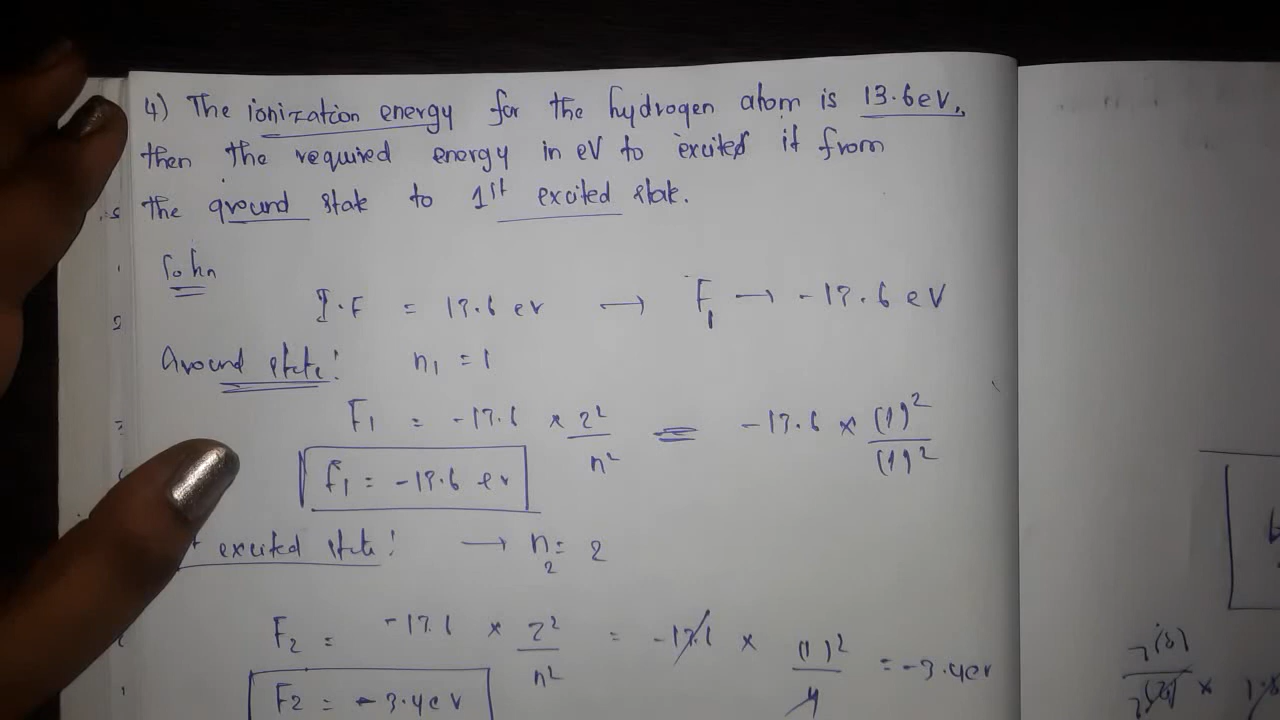 4) The ionization energy for the hydrogen atom is 13.6eV,
then the required energy in eV to excited it from
the ground state to 1st excited state.
Soln
I.E = 13.6 ev → E1 → -13.6 eV
Ground state: n1 = 1
E1 = -13.6 × Z²/n² = -13.6 × (1)²/(1)²
E1 = -13.6 ev
excited state: → n2 = 2
E2 = -13.6 × Z²/n² = -13.6 × (1)²/4 = -3.4ev
E2 = -3.4ev